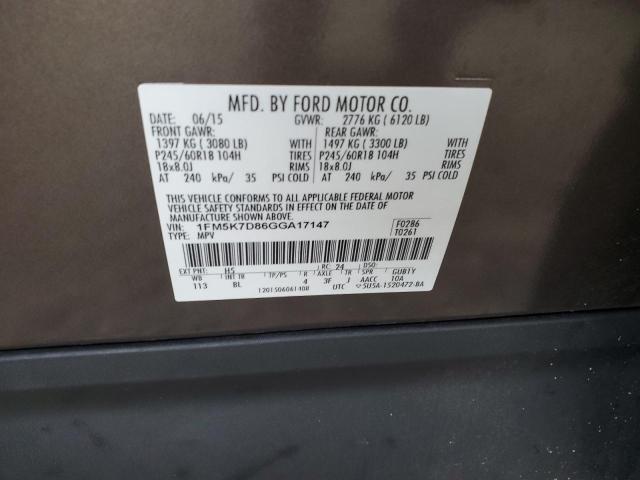 MFD. BY FORD MOTOR CO.
DATE: 06/15 GVWR: 2776 KG ( 6120 LB)
FRONT GAWR: REAR GAWR:
1397 KG ( 3080 LB) WITH 1497 KG ( 3300 LB) WITH
P245/60R18 104H TIRES P245/60R18 104H TIRES
18x8.0J RIMS 18x8.0J RIMS
AT 240 kPa/ 35 PSI COLD AT 240 kPa/ 35 PSI COLD
THIS VEHICLE CONFORMS TO ALL APPLICABLE FEDERAL MOTOR
VEHICLE SAFETY STANDARDS IN EFFECT ON THE DATE OF
MANUFACTURE SHOWN ABOVE.
VIN: 1FM5K7D86GGA17147 F0286
TYPE: MPV T0261
EXT PNT: H5 RC: 24 DSO:
WB INT TR TP/PS R AXLE TR SPR GUBTY
113 BL 4 3F J AACC 10A
1201506061408 UTC 5U5A-1520472-BA